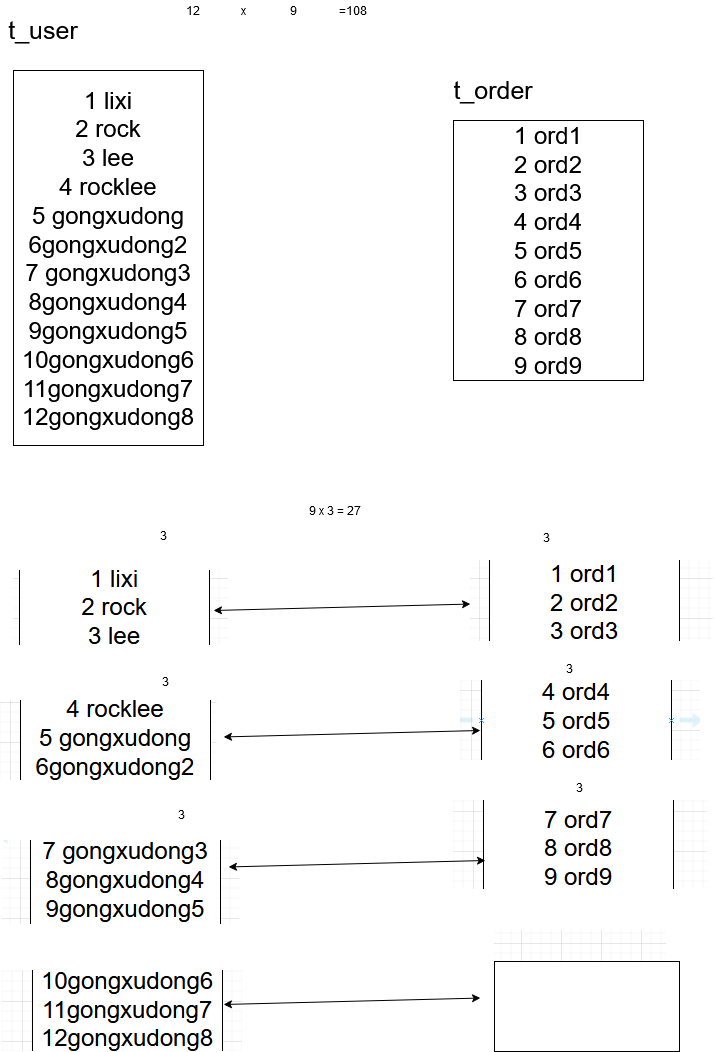 12 x 9 =108
t_user
1 lixi
2 rock
3 lee
4 rocklee
5 gongxudong
6gongxudong2
7 gongxudong3
8gongxudong4
9gongxudong5
10gongxudong6
11gongxudong7
12gongxudong8
t_order
1 ord1
2 ord2
3 ord3
4 ord4
5 ord5
6 ord6
7 ord7
8 ord8
9 ord9
9 x 3 = 27
3
1 lixi
2 rock
3 lee
3
1 ord1
2 ord2
3 ord3
3
4 rocklee
5 gongxudong
6gongxudong2
3
4 ord4
5 ord5
6 ord6
3
7 gongxudong3
8gongxudong4
9gongxudong5
3
7 ord7
8 ord8
9 ord9
10gongxudong6
11gongxudong7
12gongxudong8